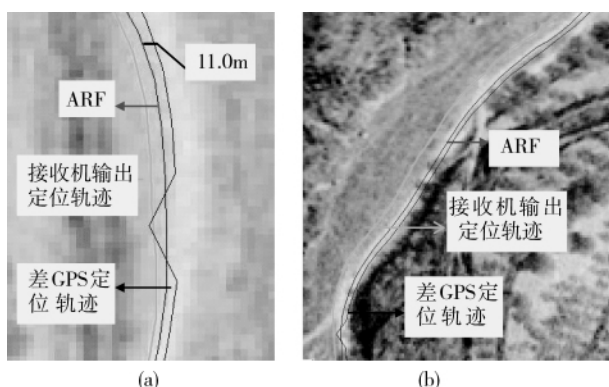 11.0m
ARF
接收机输出
定位轨迹
差GPS定
位 轨迹
(a)
ARF
接收机输出
定位轨迹
差GPS定
位轨迹
(b)